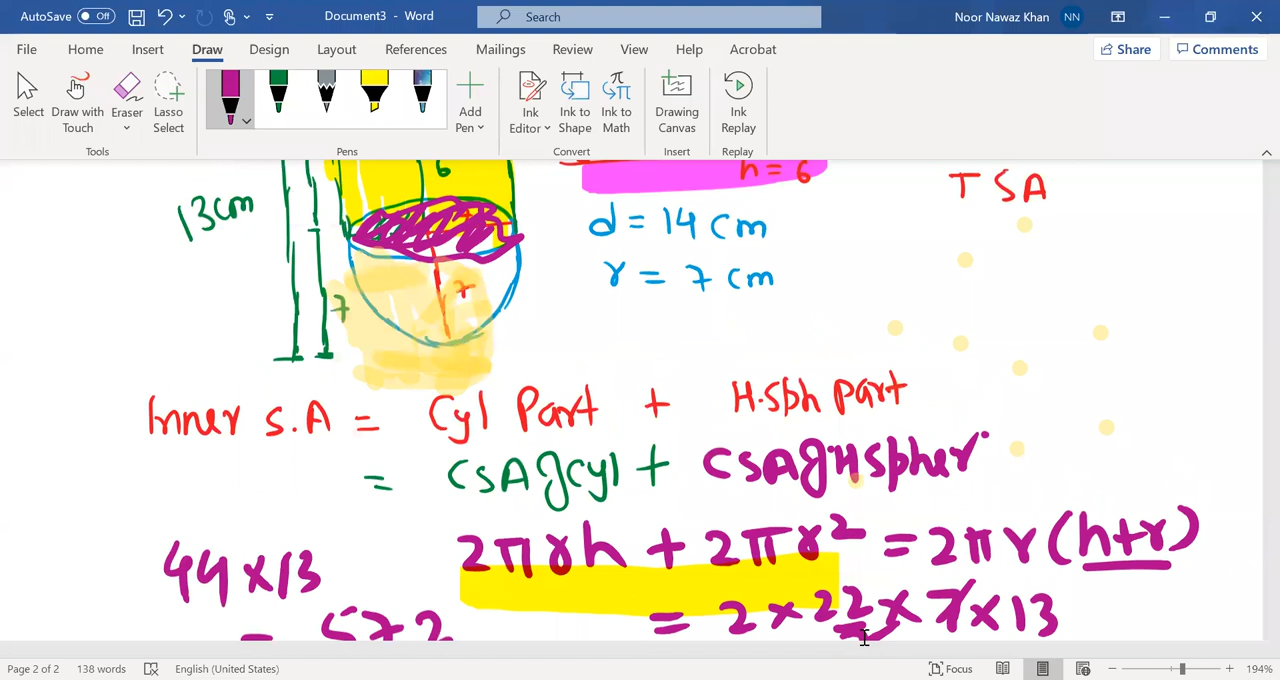 AutoSave Off Document3 - Word Search Noor Nawaz Khan NN
File Home Insert Draw Design Layout References Mailings Review View Help Acrobat Share Comments
Select Draw with Touch Eraser Lasso Select Add Pen Ink Editor Ink to Shape Ink to Math Drawing Canvas Ink Replay
Tools Pens Convert Insert Replay
6 h = 6 TSA
13cm d = 14 cm
7 7 r = 7 cm
Inner S.A = Cyl Part + H.Sph part
= CSA of Cyl + CSA of H Spher
2πrh + 2πr² = 2πr(h+r)
44 × 13
= 2 × 22 × 7 × 13
= 572
Page 2 of 2 138 words English (United States) Focus 194%